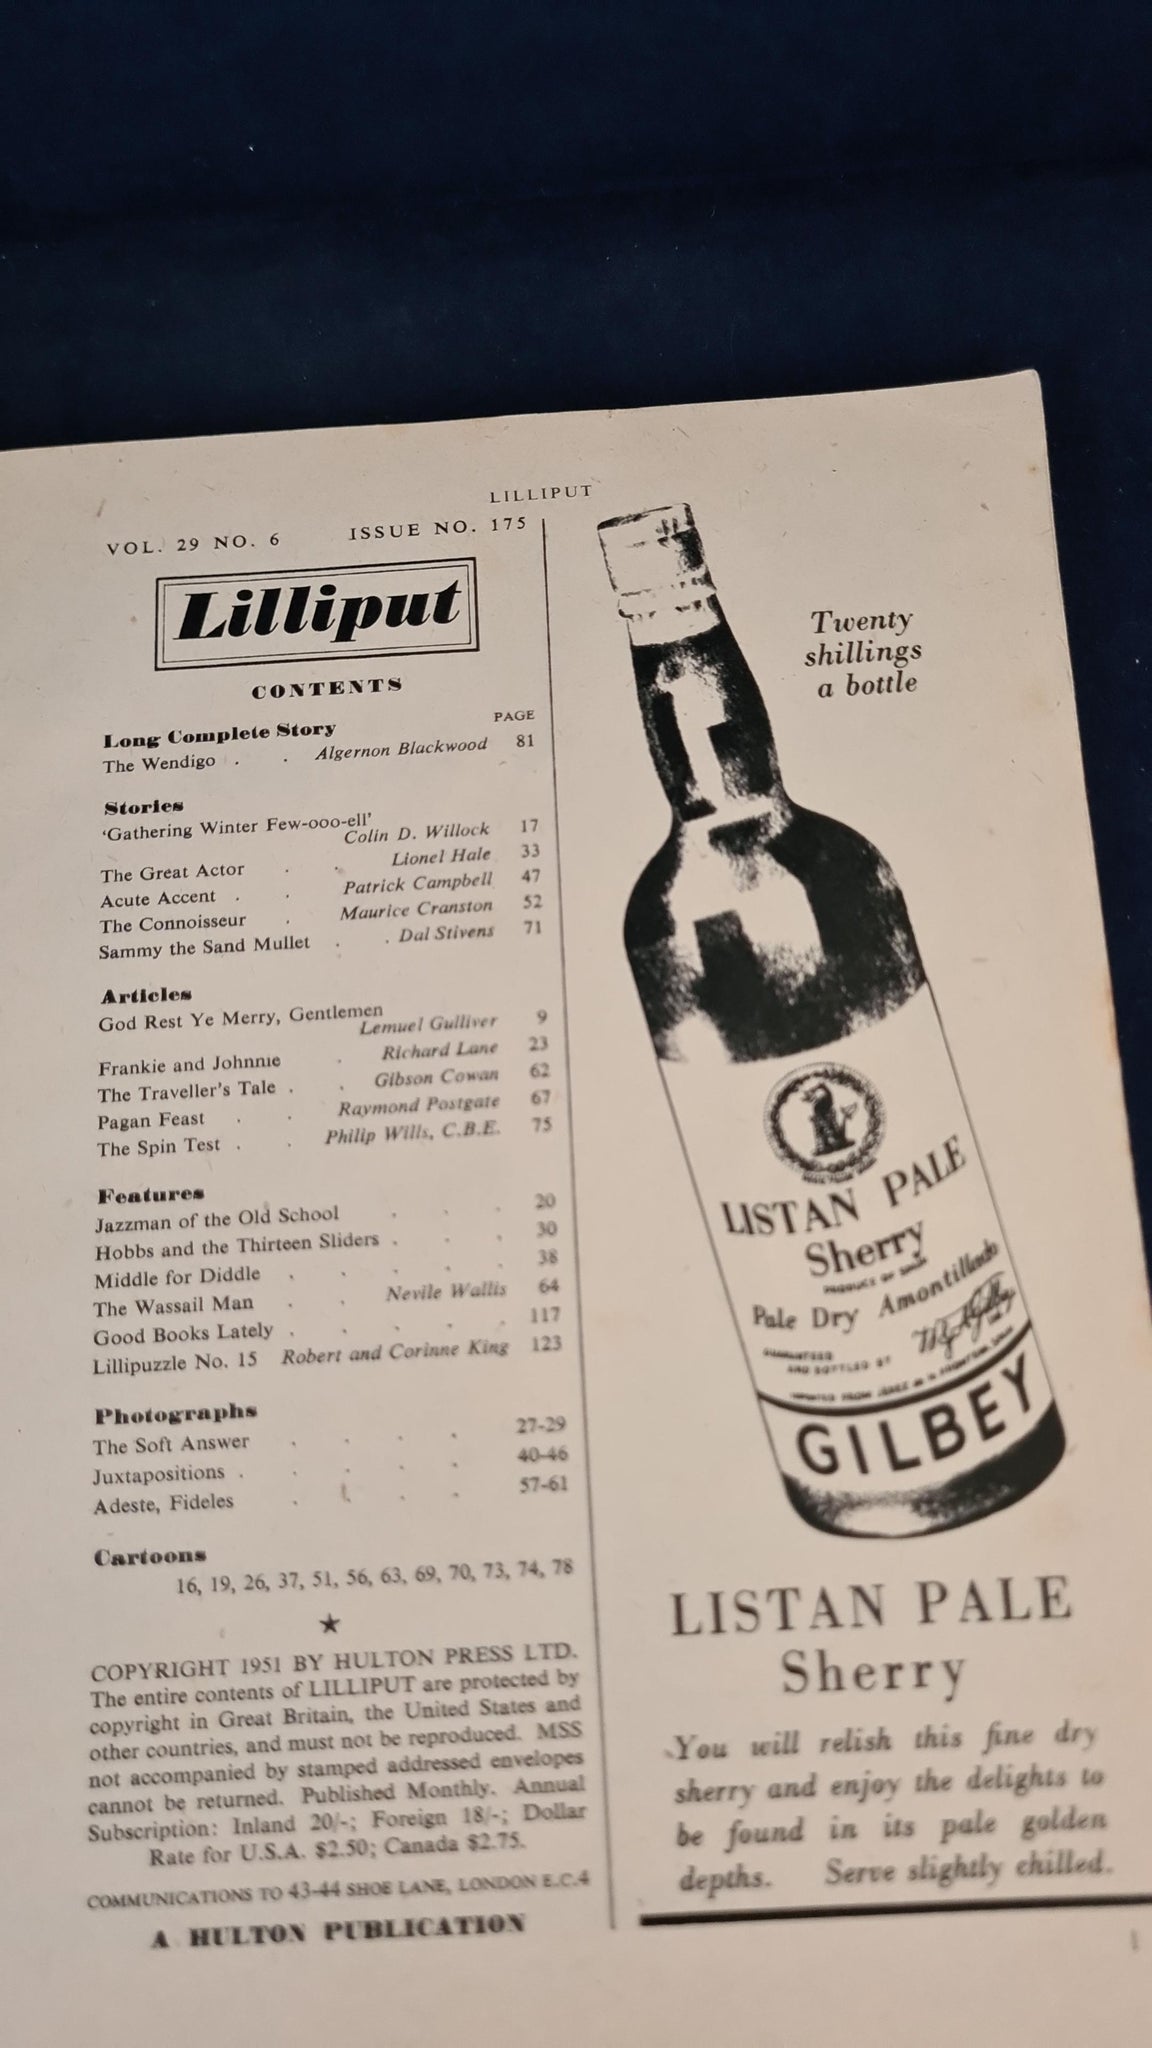 LILLIPUT
VOL. 29 NO. 6 ISSUE NO. 175
Lilliput
CONTENTS
PAGE
Long Complete Story
The Wendigo . . Algernon Blackwood 81
Stories
‘Gathering Winter Few-ooo-ell’
Colin D. Willock 17
The Great Actor . . Lionel Hale 33
Acute Accent . . Patrick Campbell 47
The Connoisseur . Maurice Cranston 52
Sammy the Sand Mullet . . Dal Stivens 71
Articles
God Rest Ye Merry, Gentlemen
Lemuel Gulliver 9
Frankie and Johnnie . Richard Lane 23
The Traveller's Tale . . Gibson Cowan 62
Pagan Feast . . Raymond Postgate 67
The Spin Test . . Philip Wills, C.B.E. 75
Features
Jazzman of the Old School . . . 20
Hobbs and the Thirteen Sliders . . . 30
Middle for Diddle . . . . . 38
The Wassail Man . . Nevile Wallis 64
Good Books Lately . . . . . 117
Lillipuzzle No. 15 Robert and Corinne King 123
Photographs
The Soft Answer . . . . 27-29
Juxtapositions . . . . . 40-46
Adeste, Fideles . . . . 57-61
Cartoons
16, 19, 26, 37, 51, 56, 63, 69, 70, 73, 74, 78
★
COPYRIGHT 1951 BY HULTON PRESS LTD.
The entire contents of LILLIPUT are protected by
copyright in Great Britain, the United States and
other countries, and must not be reproduced. MSS
not accompanied by stamped addressed envelopes
cannot be returned. Published Monthly. Annual
Subscription: Inland 20/-; Foreign 18/-; Dollar
Rate for U.S.A. $2.50; Canada $2.75.
COMMUNICATIONS TO 43-44 SHOE LANE, LONDON E.C.4
A HULTON PUBLICATION
Twenty
shillings
a bottle
LISTAN PALE
Sherry
PRODUCE OF SPAIN
Pale Dry Amontillado
GUARANTEED
AND BOTTLED BY
W&A Gilbey
GILBEY
LISTAN PALE
Sherry
You will relish this fine dry
sherry and enjoy the delights to
be found in its pale golden
depths. Serve slightly chilled.